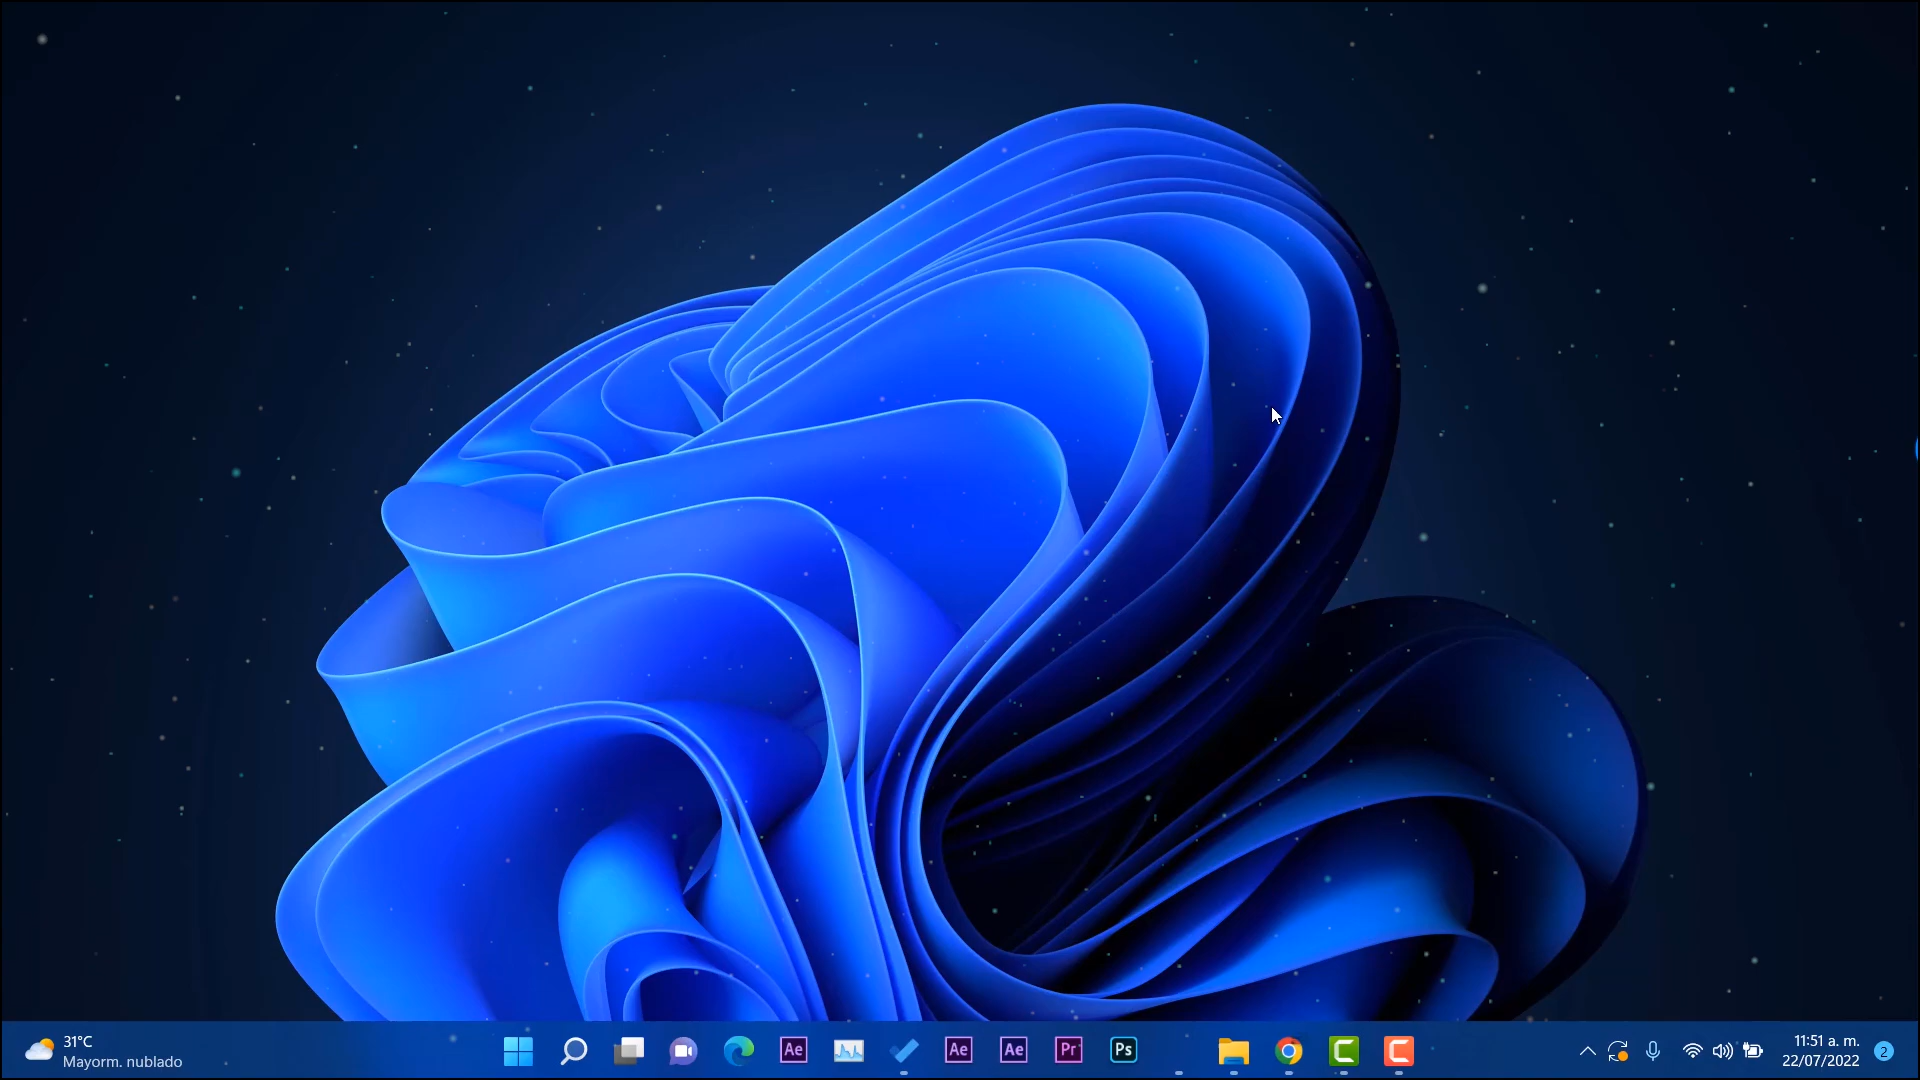 31°C
Mayorm. nublado
Ae
Ae
Ae
Pr
Ps
11:51 a. m.
22/07/2022
2